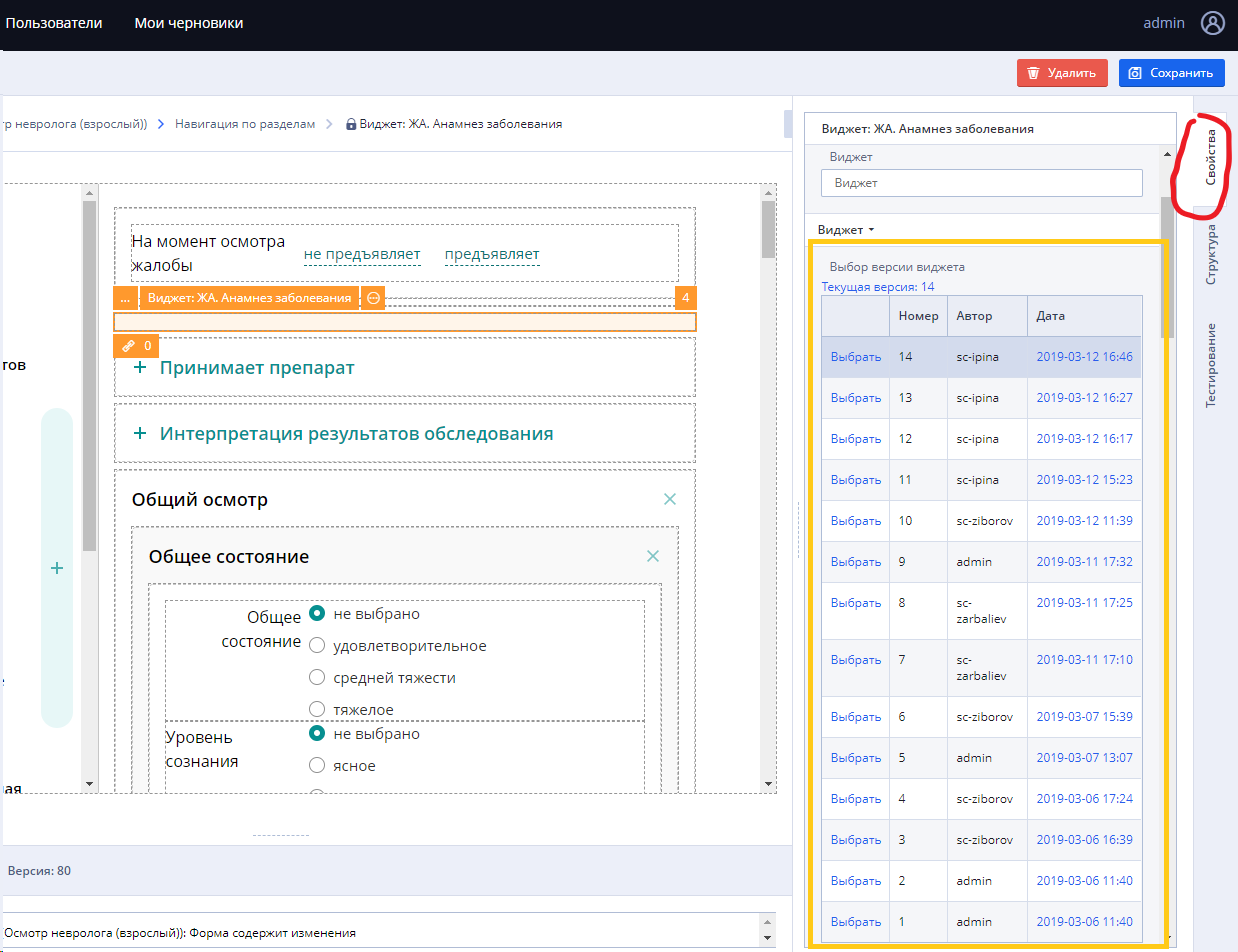 Пользователи
Мои черновики
admin
Удалить
Сохранить
р невролога (взрослый))
Навигация по разделам
Виджет: ЖА. Анамнез заболевания
На момент осмотра
жалобы
не предъявляет
предъявляет
...
Виджет: ЖА. Анамнез заболевания
4
0
+ Принимает препарат
+ Интерпретация результатов обследования
Общий осмотр
Общее состояние
Общее
состояние
не выбрано
удовлетворительное
средней тяжести
тяжелое
Уровень
сознания
не выбрано
ясное
тов
+
ая
Версия: 80
Осмотр невролога (взрослый)): Форма содержит изменения
Виджет: ЖА. Анамнез заболевания
Виджет
Виджет
Виджет
Выбор версии виджета
Текущая версия: 14
Номер Автор Дата
Выбрать 14 sc-ipina 2019-03-12 16:46
Выбрать 13 sc-ipina 2019-03-12 16:27
Выбрать 12 sc-ipina 2019-03-12 16:17
Выбрать 11 sc-ipina 2019-03-12 15:23
Выбрать 10 sc-ziborov 2019-03-12 11:39
Выбрать 9 admin 2019-03-11 17:32
Выбрать 8 sc- 2019-03-11 17:25
zarbaliev
Выбрать 7 sc- 2019-03-11 17:10
zarbaliev
Выбрать 6 sc-ziborov 2019-03-07 15:39
Выбрать 5 admin 2019-03-07 13:07
Выбрать 4 sc-ziborov 2019-03-06 17:24
Выбрать 3 sc-ziborov 2019-03-06 16:39
Выбрать 2 admin 2019-03-06 11:40
Выбрать 1 admin 2019-03-06 11:40
Свойства
Структура
Тестирование